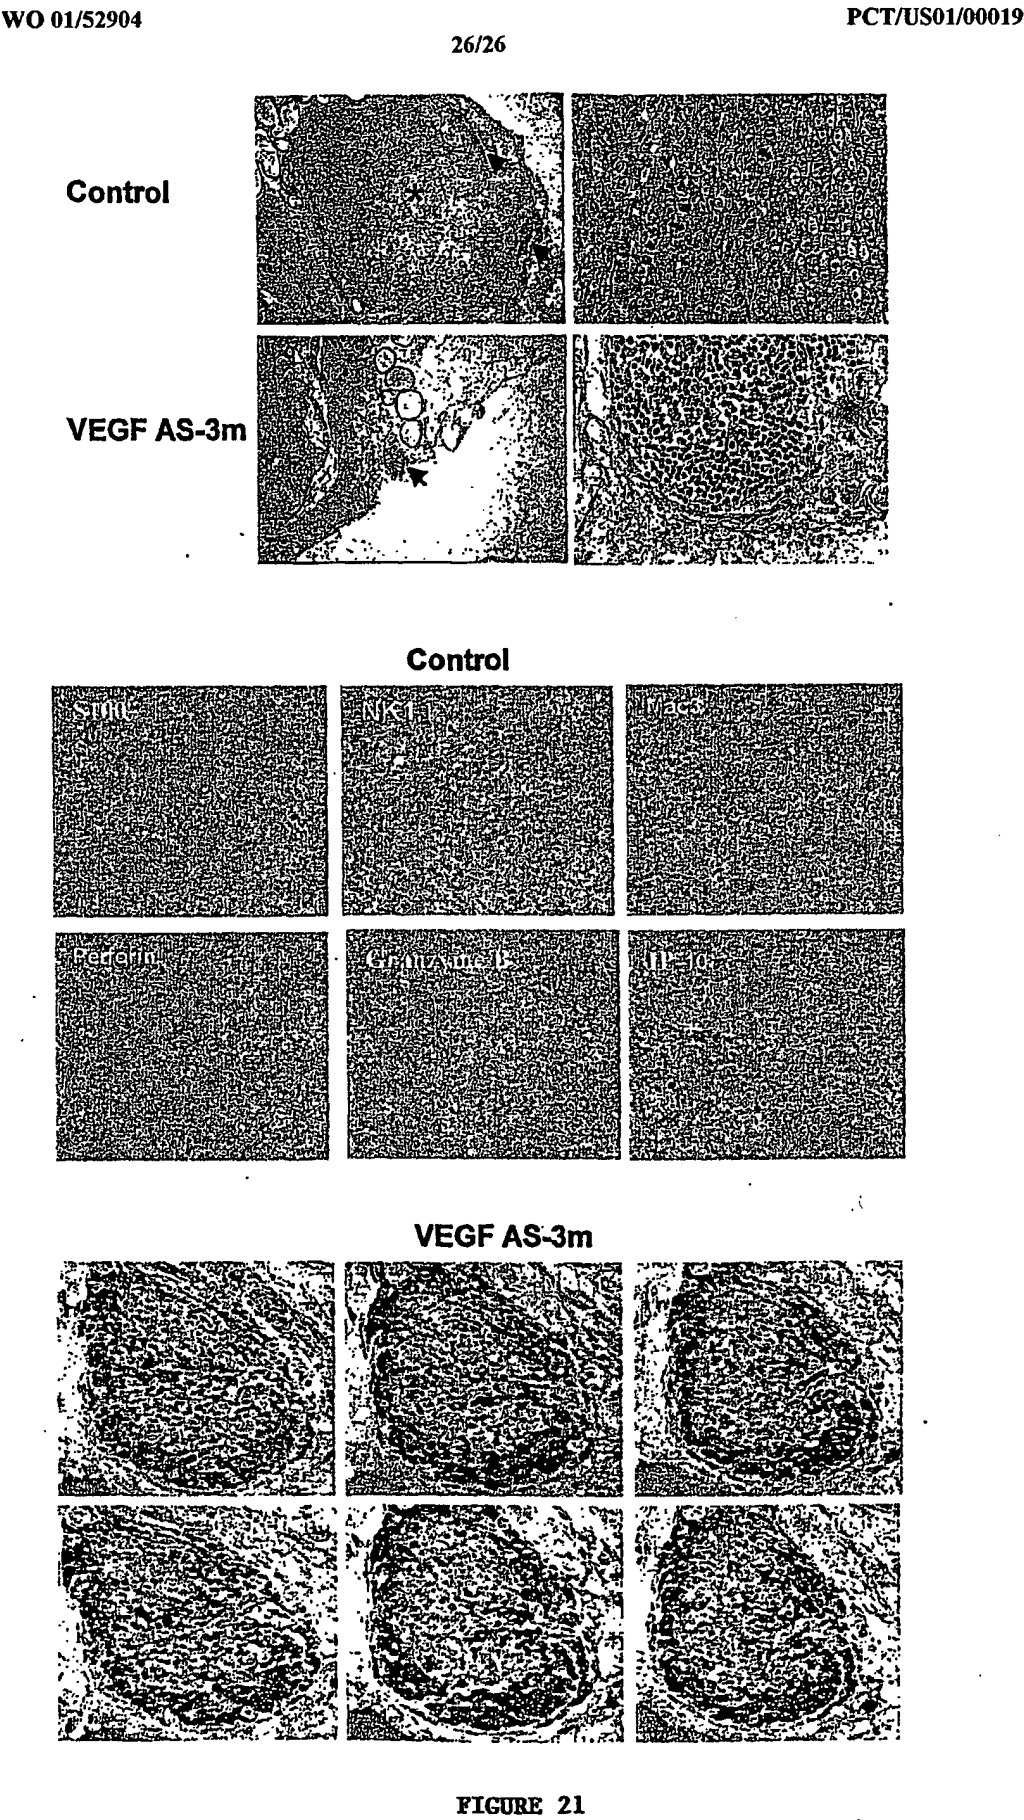 WO 01/52904
PCT/US01/00019
26/26
Control
*
VEGF AS-3m
Control
S100
NK1.1
Mac3
Perforin
Granzyme B
IP-10
VEGF AS-3m
FIGURE 21